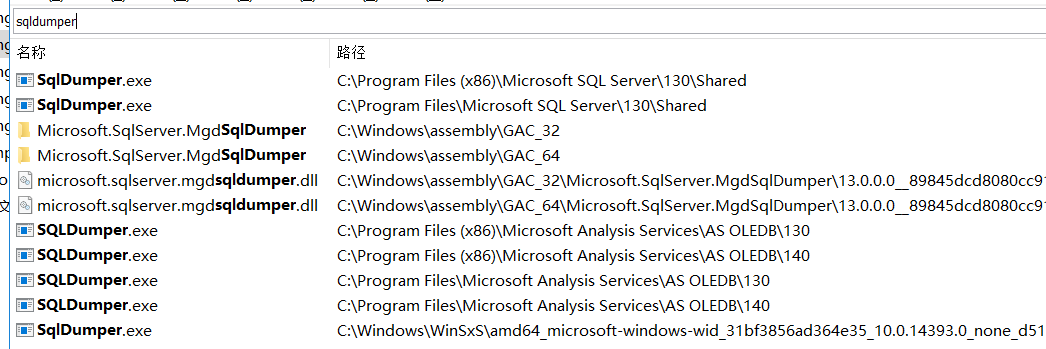 sqldumper
名称 路径
SqlDumper.exe C:\Program Files (x86)\Microsoft SQL Server\130\Shared
SqlDumper.exe C:\Program Files\Microsoft SQL Server\130\Shared
Microsoft.SqlServer.MgdSqlDumper C:\Windows\assembly\GAC_32
Microsoft.SqlServer.MgdSqlDumper C:\Windows\assembly\GAC_64
microsoft.sqlserver.mgdsqldumper.dll C:\Windows\assembly\GAC_32\Microsoft.SqlServer.MgdSqlDumper\13.0.0.0__89845dcd8080cc91
microsoft.sqlserver.mgdsqldumper.dll C:\Windows\assembly\GAC_64\Microsoft.SqlServer.MgdSqlDumper\13.0.0.0__89845dcd8080cc91
SQLDumper.exe C:\Program Files (x86)\Microsoft Analysis Services\AS OLEDB\130
SQLDumper.exe C:\Program Files (x86)\Microsoft Analysis Services\AS OLEDB\140
SQLDumper.exe C:\Program Files\Microsoft Analysis Services\AS OLEDB\130
SQLDumper.exe C:\Program Files\Microsoft Analysis Services\AS OLEDB\140
SqlDumper.exe C:\Windows\WinSxS\amd64_microsoft-windows-wid_31bf3856ad364e35_10.0.14393.0_none_d51